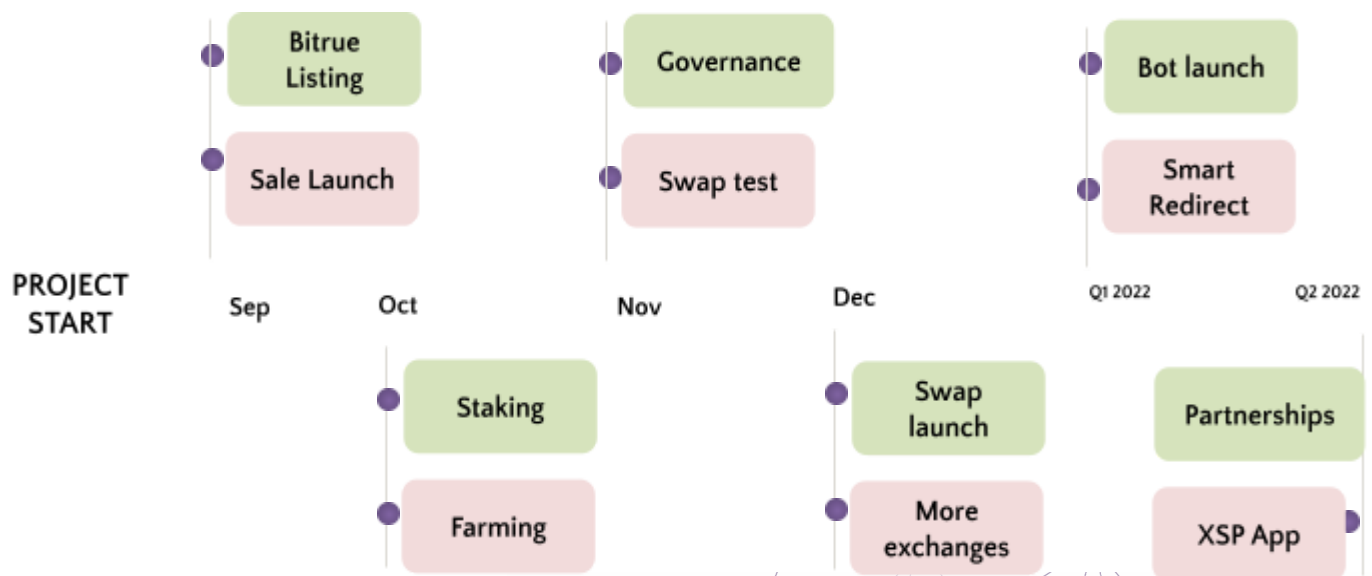 Bitrue
Listing
Governance
Bot launch
Sale Launch
Swap test
Smart
Redirect
PROJECT
START
Sep
Oct
Nov
Dec
Q1 2022
Q2 2022
Staking
Swap
launch
Partnerships
Farming
More
exchanges
XSP App